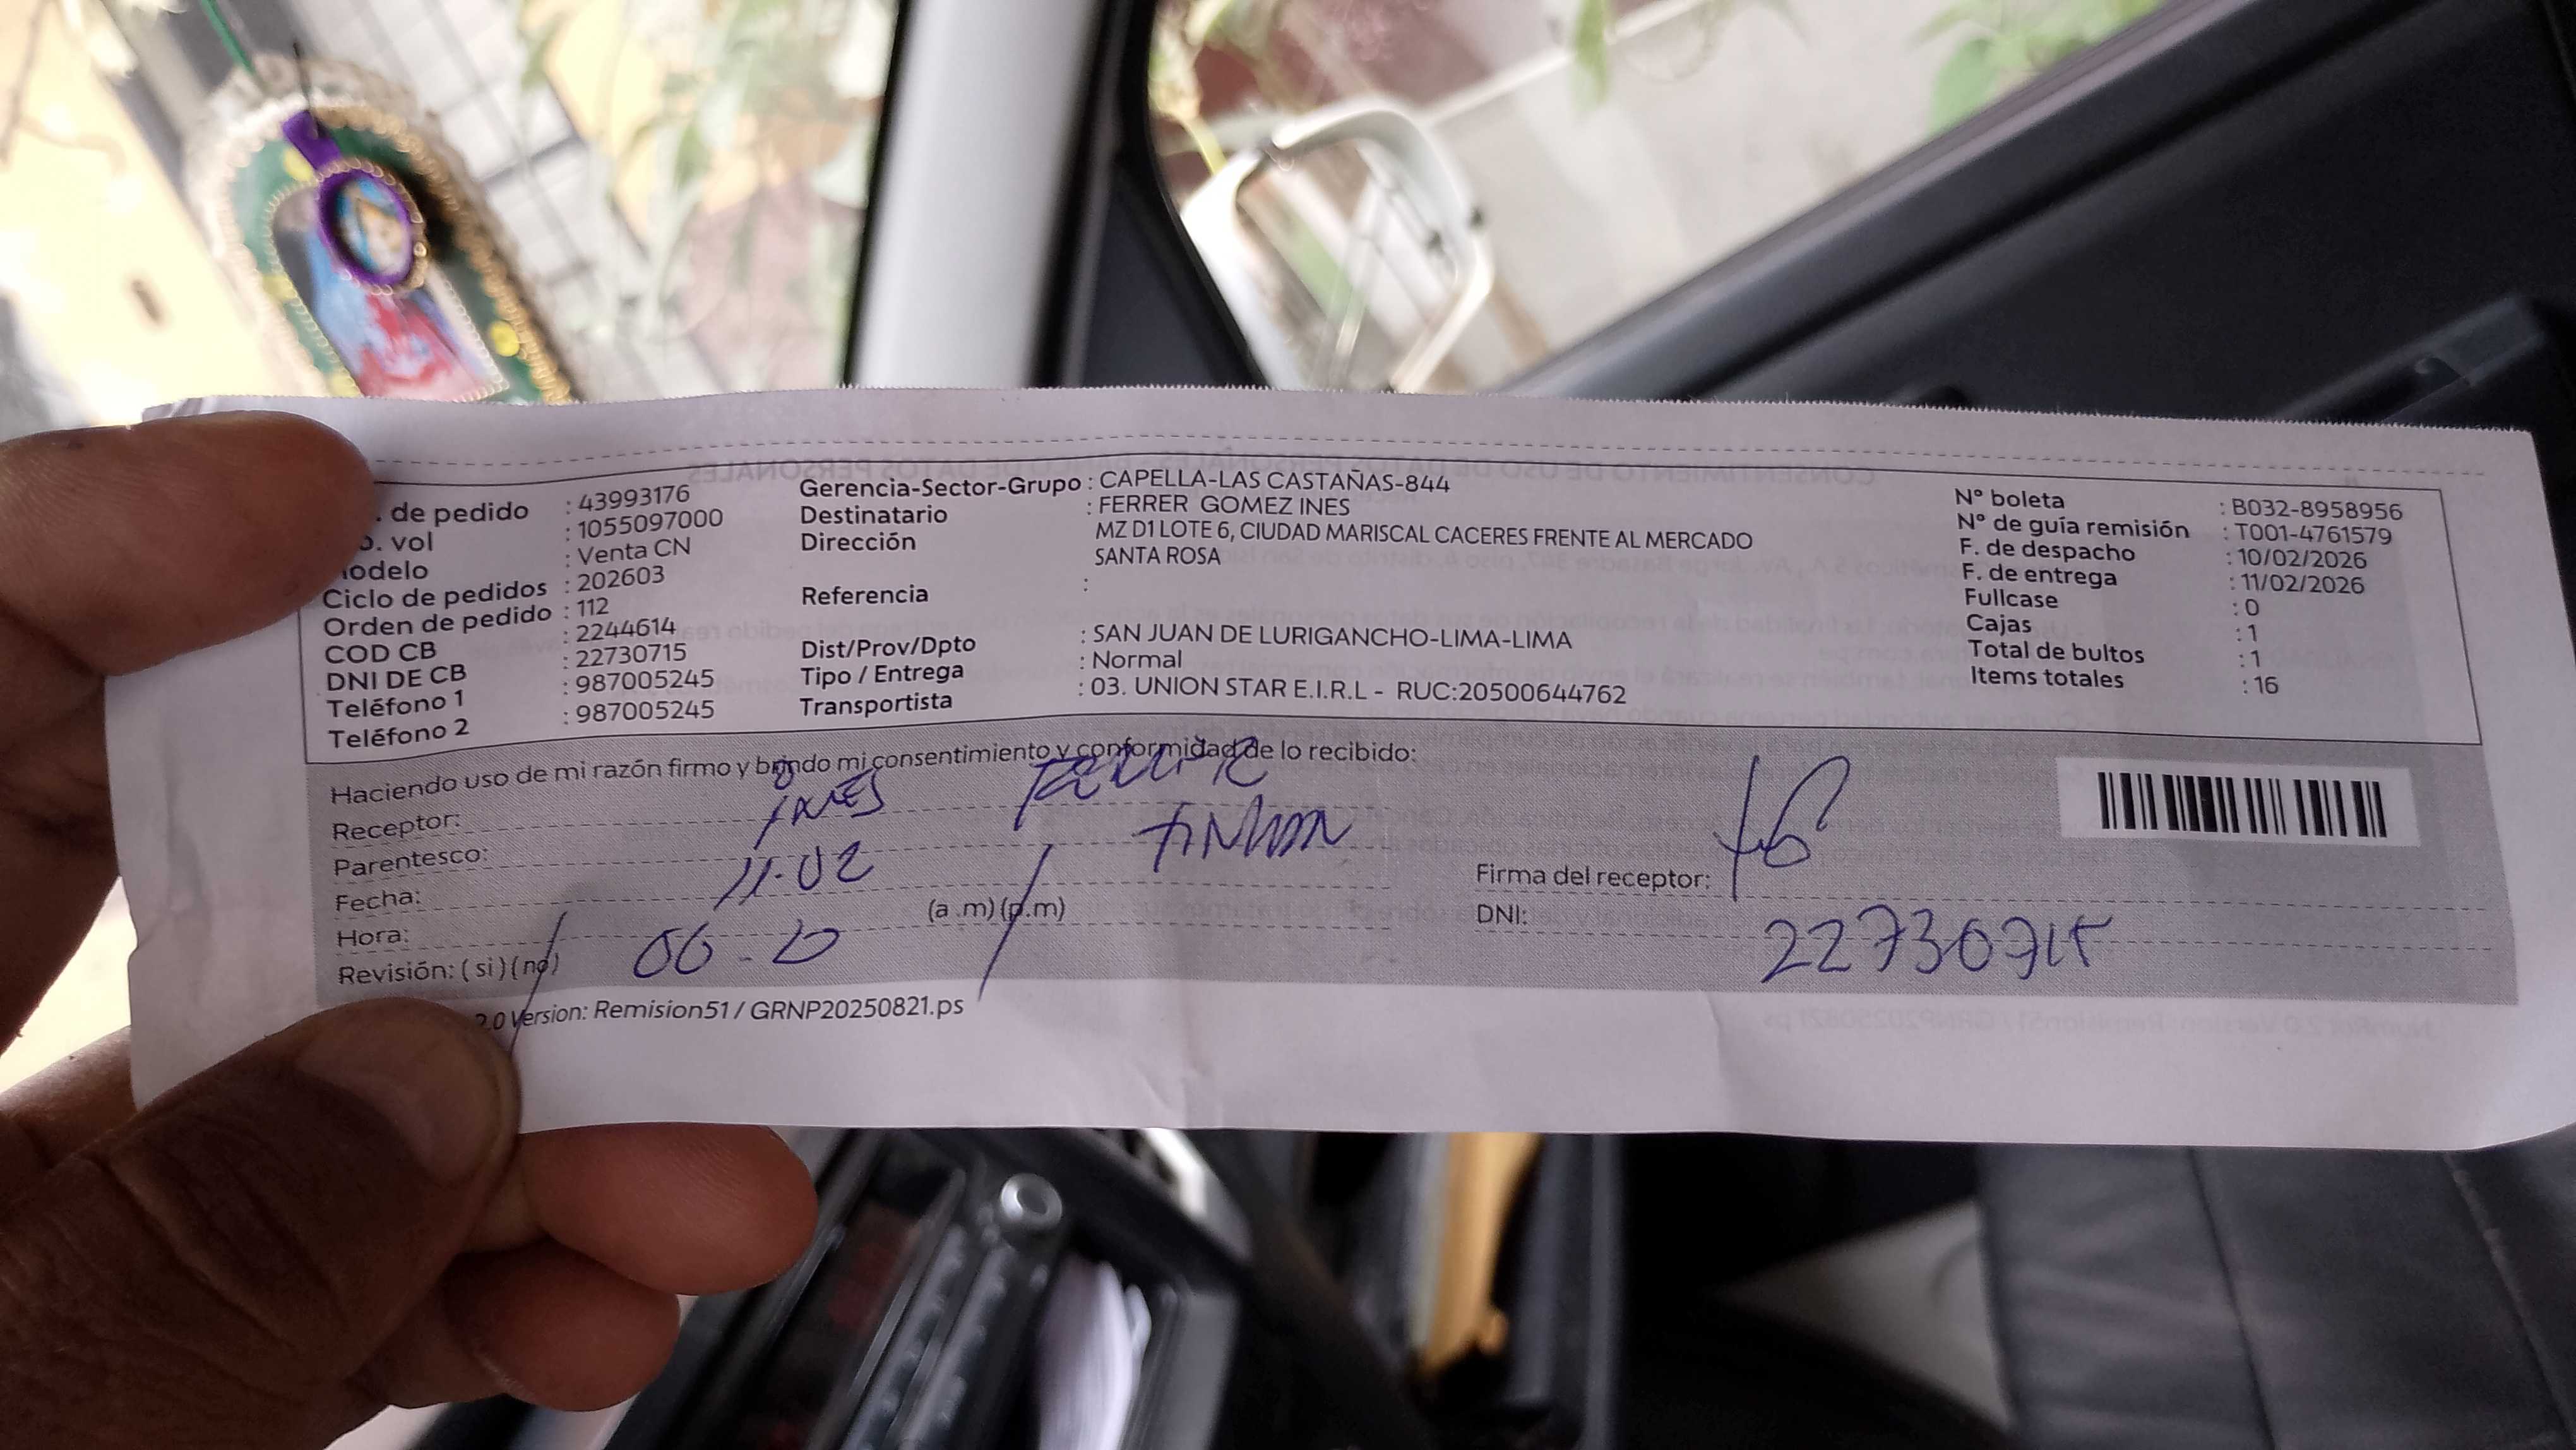 de pedido : 43993176
. vol : 1055097000
odelo : Venta CN
Ciclo de pedidos : 202603
Orden de pedido : 112
COD CB : 2244614
DNI DE CB : 22730715
Teléfono 1 : 987005245
Teléfono 2 : 987005245
Gerencia-Sector-Grupo : CAPELLA-LAS CASTAÑAS-844
Destinatario : FERRER GOMEZ INES
Dirección MZ D1 LOTE 6, CIUDAD MARISCAL CACERES FRENTE AL MERCADO
SANTA ROSA
Referencia :
Dist/Prov/Dpto : SAN JUAN DE LURIGANCHO-LIMA-LIMA
Tipo / Entrega : Normal
Transportista : 03. UNION STAR E.I.R.L - RUC:20500644762
N° boleta : B032-8958956
N° de guía remisión : T001-4761579
F. de despacho : 10/02/2026
F. de entrega : 11/02/2026
Fullcase : 0
Cajas : 1
Total de bultos : 1
Items totales : 16
Haciendo uso de mi razón firmo y brindo mi consentimiento y conformidad de lo recibido:
Receptor: INES
Parentesco:
Fecha: 11-02
Hora: (a.m) (p.m)
Revisión: ( si ) (no)
Firma del receptor:
DNI: 22730715
2.0 Version: Remision51 / GRNP20250821.ps